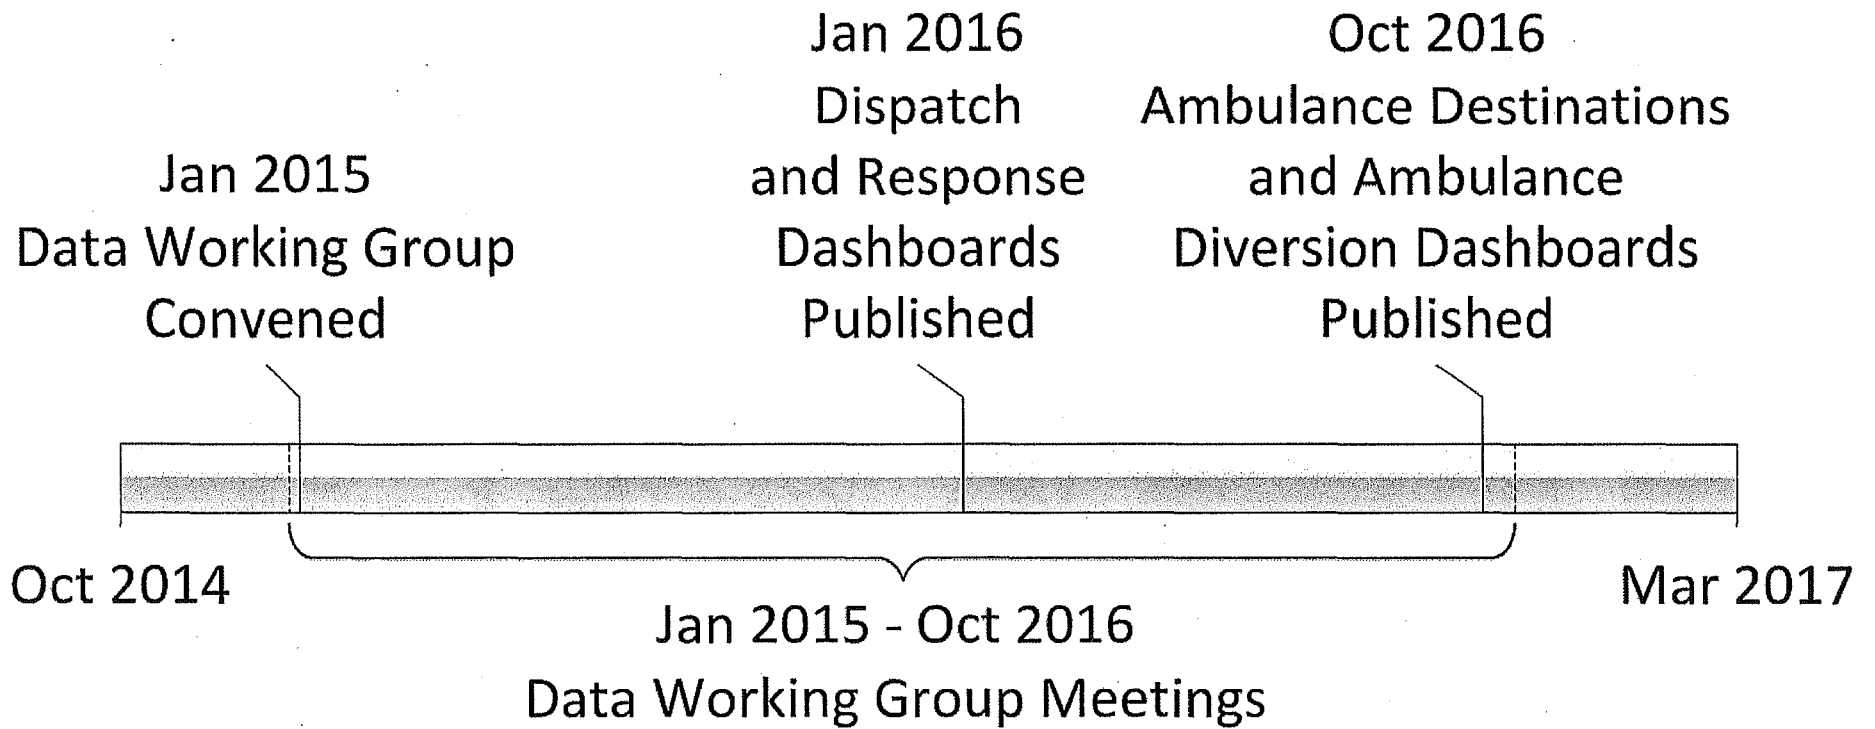 Jan 2015
Data Working Group
Convened
Jan 2016
Dispatch
and Response
Dashboards
Published
Oct 2016
Ambulance Destinations
and Ambulance
Diversion Dashboards
Published
Oct 2014
Mar 2017
Jan 2015 - Oct 2016
Data Working Group Meetings